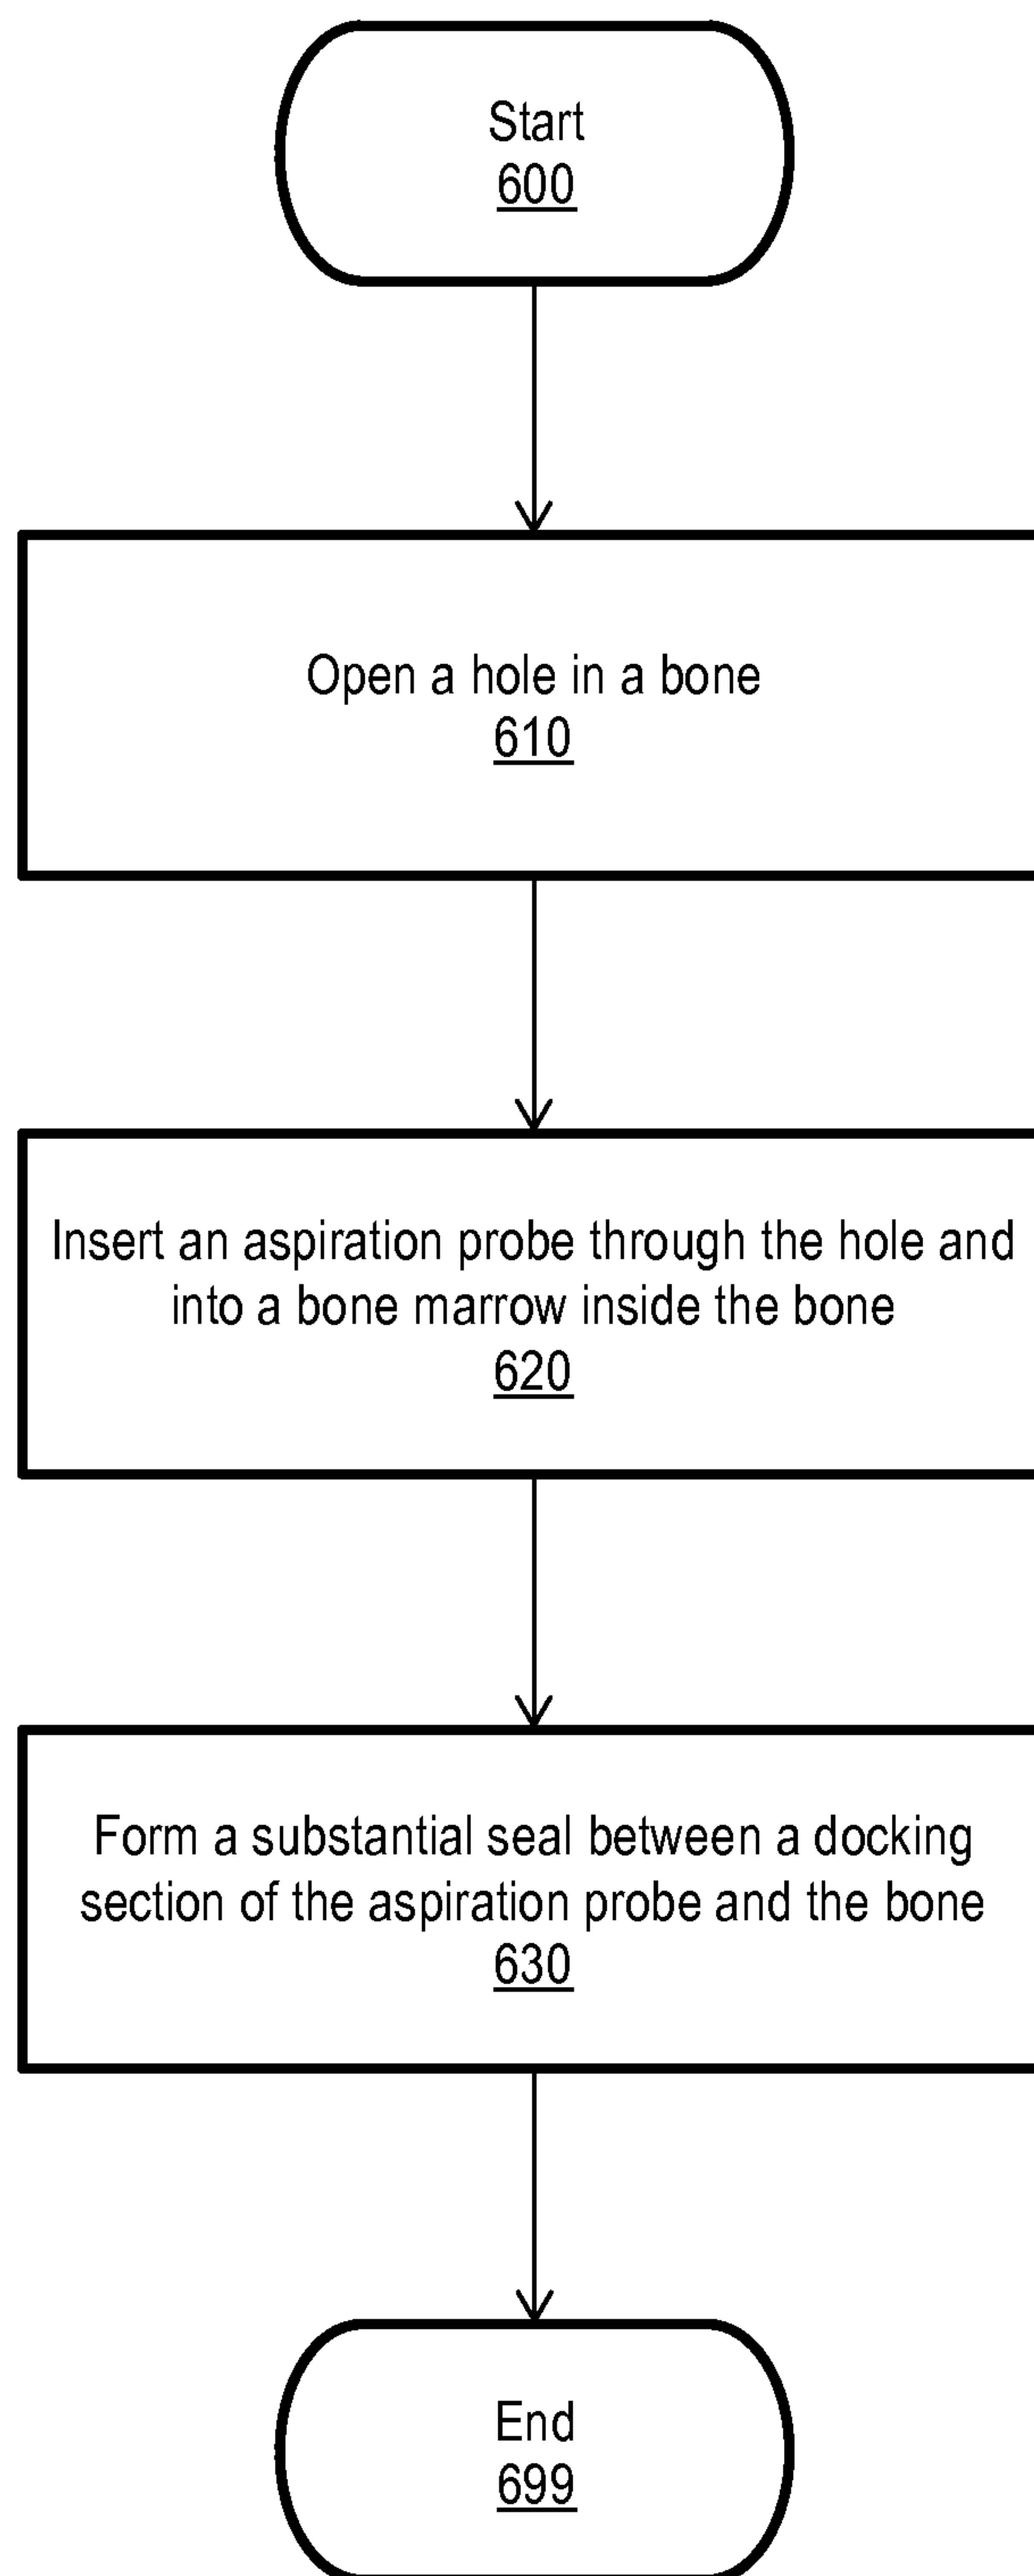 Start
600
Open a hole in a bone
610
Insert an aspiration probe through the hole and
into a bone marrow inside the bone
620
Form a substantial seal between a docking
section of the aspiration probe and the bone
630
End
699